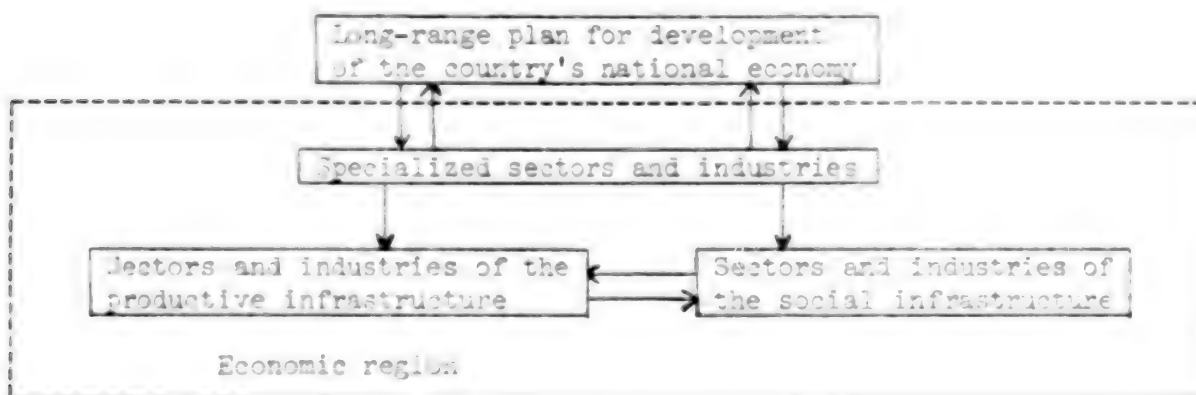 Long-range plan for development
of the country's national economy
Specialized sectors and industries
Sectors and industries of the
productive infrastructure
Sectors and industries of
the social infrastructure
Economic region